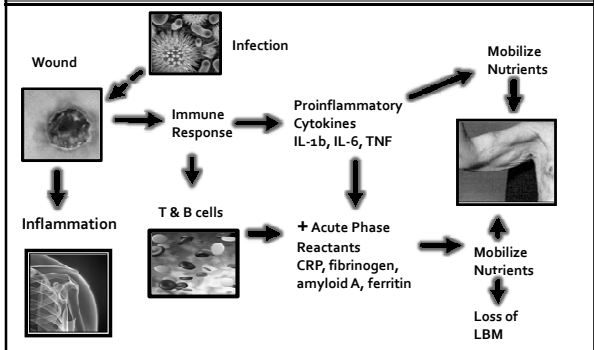 Infection
Wound
Mobilize
Nutrients
Immune
Response
Proinflammatory
Cytokines
IL-1b, IL-6, TNF
Inflammation
T & B cells
+ Acute Phase
Reactants
CRP, fibrinogen,
amyloid A, ferritin
Mobilize
Nutrients
Loss of
LBM